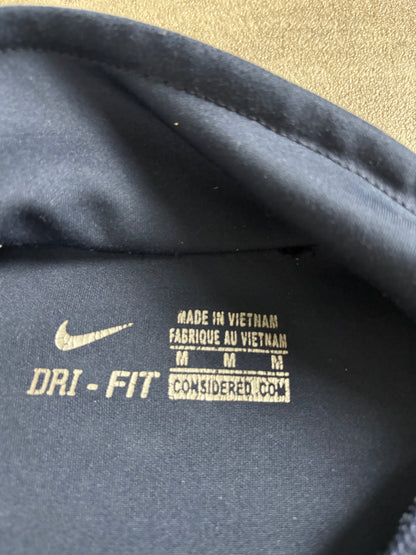 MADE IN VIETNAM
FABRIQUE AU VIETNAM
M M M
DRI - FIT
CONSIDERED.COM